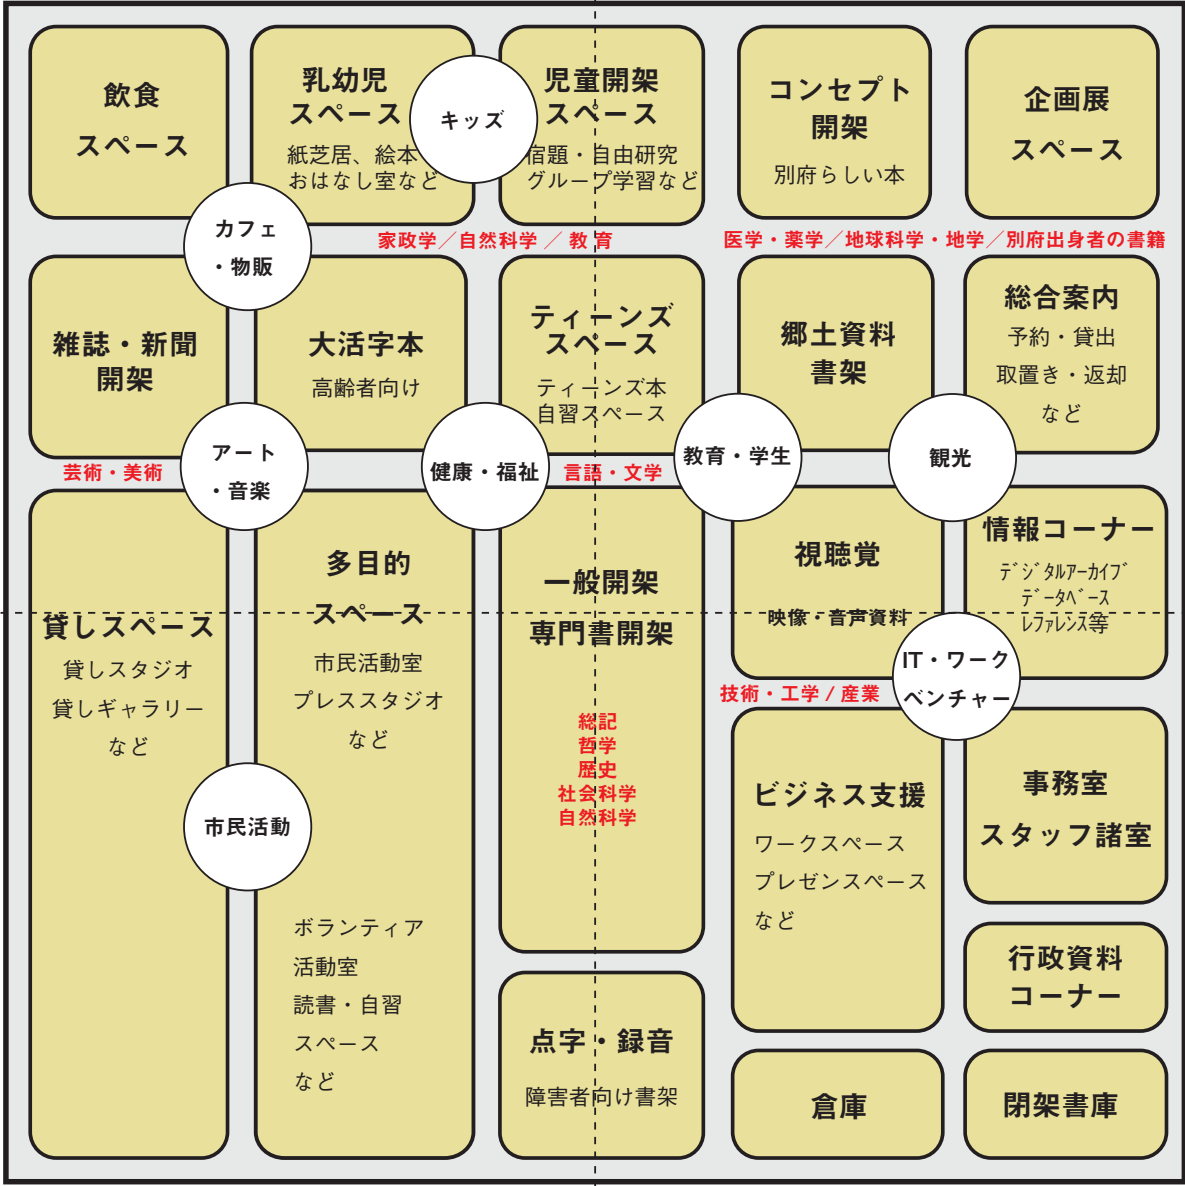 飲食
スペース
乳幼児
スペース
紙芝居、絵本
おはなし室など
キッズ
児童開架
スペース
宿題・自由研究
グループ学習など
コンセプト
開架
別府らしい本
企画展
スペース
カフェ
・物販
家政学／自然科学／教育
医学・薬学／地球科学・地学／別府出身者の書籍
雑誌・新聞
開架
大活字本
高齢者向け
ティーンズ
スペース
ティーンズ本
自習スペース
郷土資料
書架
総合案内
予約・貸出
取置き・返却
など
アート
・音楽
健康・福祉
教育・学生
観光
芸術・美術
言語・文学
貸しスペース
貸しスタジオ
貸しギャラリー
など
多目的
スペース
市民活動室
プレススタジオ
など
市民活動
ボランティア
活動室
読書・自習
スペース
など
一般開架
専門書開架
総記
哲学
歴史
社会科学
自然科学
視聴覚
映像・音声資料
情報コーナー
ﾃﾞｼﾞﾀﾙｱｰｶｲﾌﾞ
ﾃﾞｰﾀﾍﾞｰｽ
ﾚﾌｧﾚﾝｽ等
IT・ワーク
ベンチャー
技術・工学 / 産業
ビジネス支援
ワークスペース
プレゼンスペース
など
事務室
スタッフ諸室
行政資料
コーナー
点字・録音
障害者向け書架
倉庫
閉架書庫